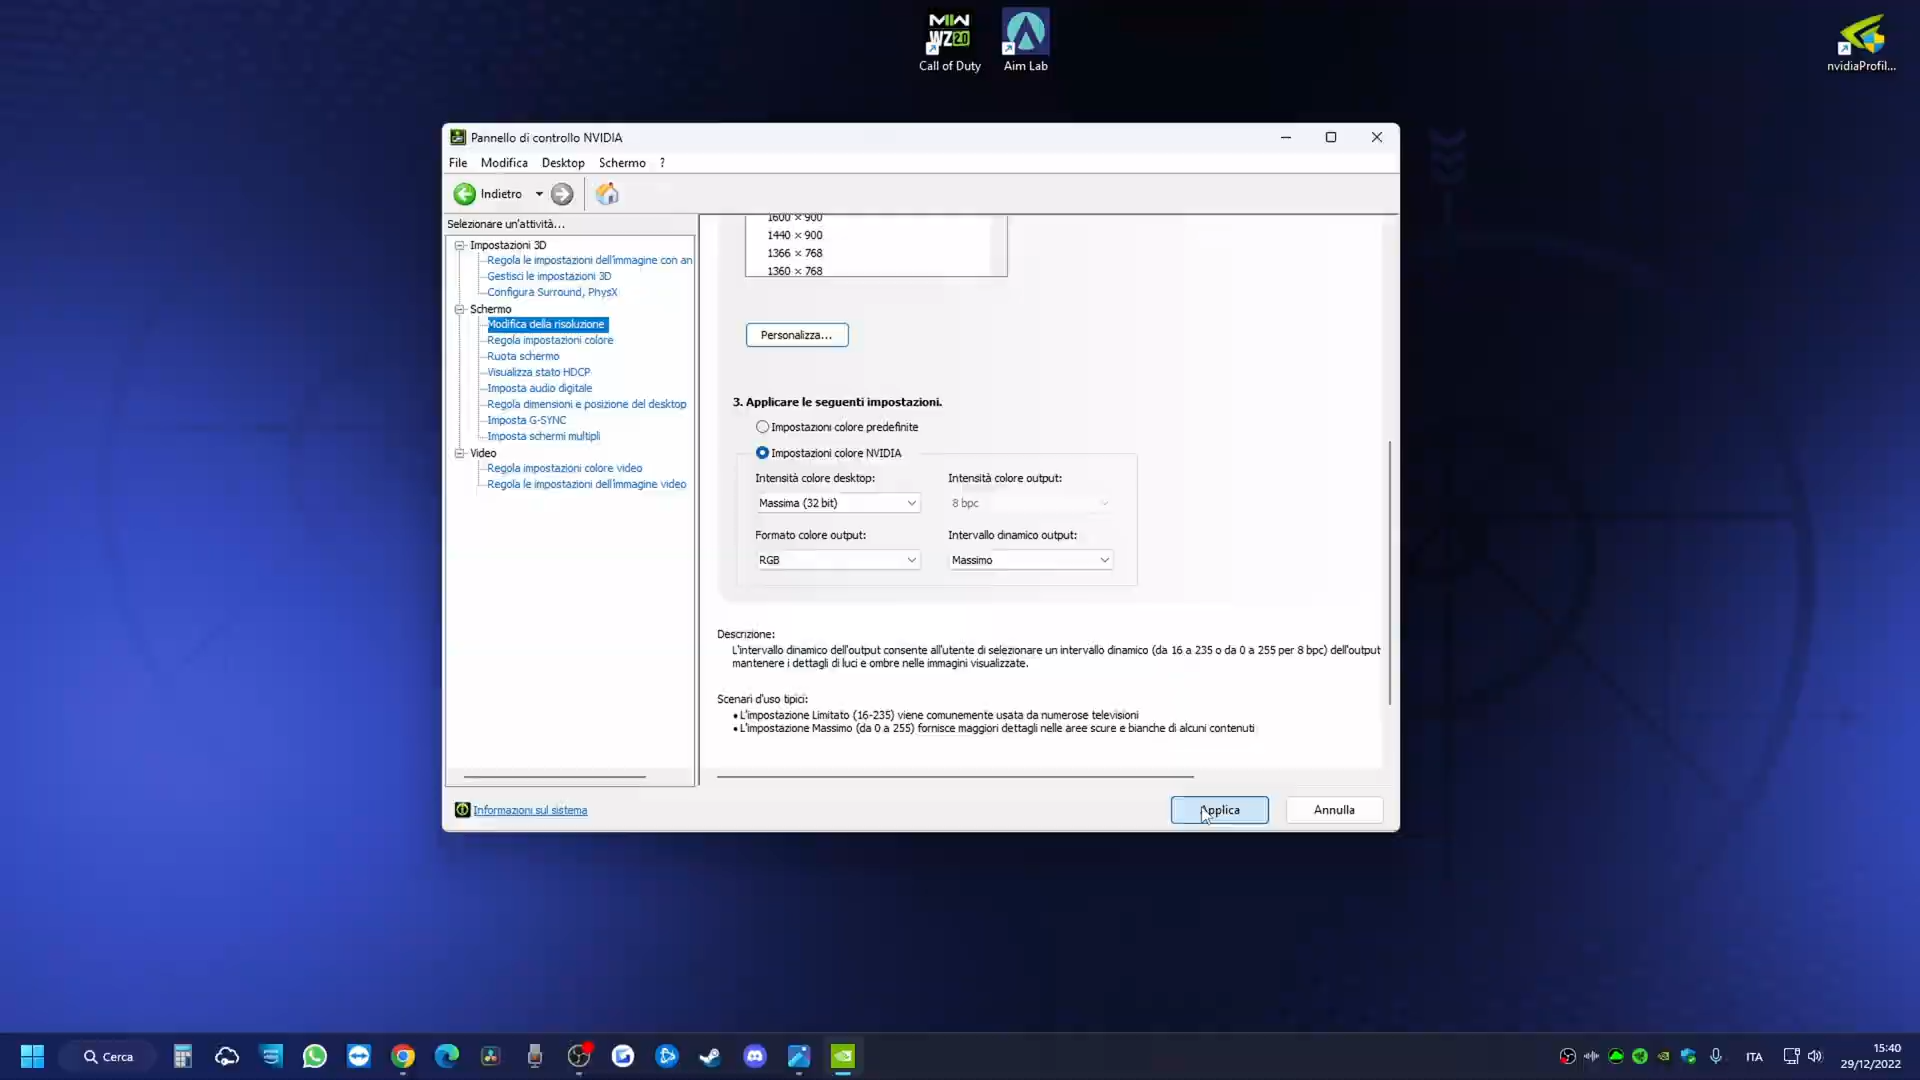 MW
WZ2.0
Call of Duty
Aim Lab
nvidiaProfil...
Pannello di controllo NVIDIA
File Modifica Desktop Schermo ?
Indietro
Selezionare un'attività...
Impostazioni 3D
Regola le impostazioni dell'immagine con an
Gestisci le impostazioni 3D
Configura Surround, PhysX
Schermo
Modifica della risoluzione
Regola impostazioni colore
Ruota schermo
Visualizza stato HDCP
Imposta audio digitale
Regola dimensioni e posizione del desktop
Imposta G-SYNC
Imposta schermi multipli
Video
Regola impostazioni colore video
Regola le impostazioni dell'immagine video
1600 × 900
1440 × 900
1366 × 768
1360 × 768
Personalizza...
3. Applicare le seguenti impostazioni.
Impostazioni colore predefinite
Impostazioni colore NVIDIA
Intensità colore desktop: Intensità colore output:
Massima (32 bit) 8 bpc
Formato colore output: Intervallo dinamico output:
RGB Massimo
Descrizione:
L'intervallo dinamico dell'output consente all'utente di selezionare un intervallo dinamico (da 16 a 235 o da 0 a 255 per 8 bpc) dell'output
mantenere i dettagli di luci e ombre nelle immagini visualizzate.
Scenari d'uso tipici:
• L'impostazione Limitato (16-235) viene comunemente usata da numerose televisioni
• L'impostazione Massimo (da 0 a 255) fornisce maggiori dettagli nelle aree scure e bianche di alcuni contenuti
Informazioni sul sistema
Applica Annulla
Cerca
ITA
15:40
29/12/2022